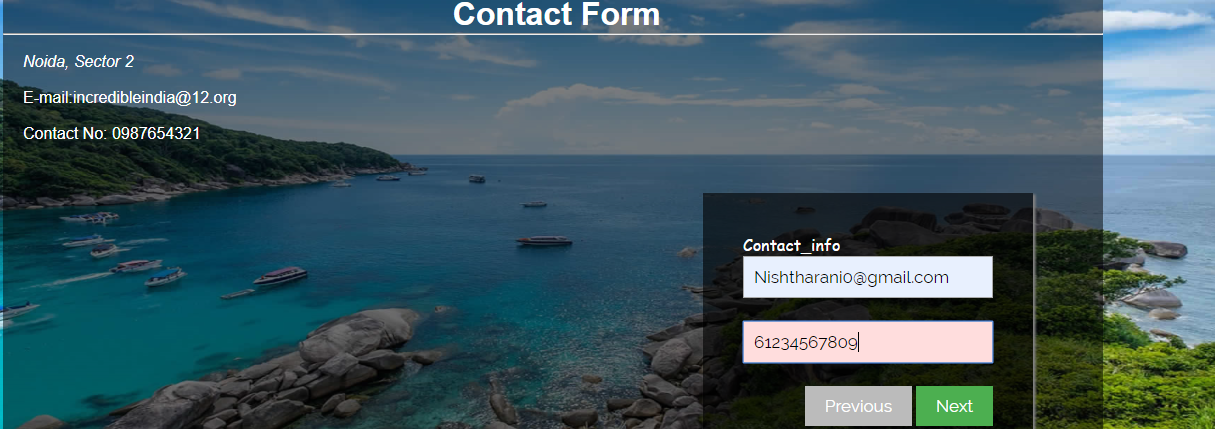 Contact Form
Noida, Sector 2
E-mail:incredibleindia@12.org
Contact No: 0987654321
Contact_info
Nishtharani0@gmail.com
61234567809
Previous
Next